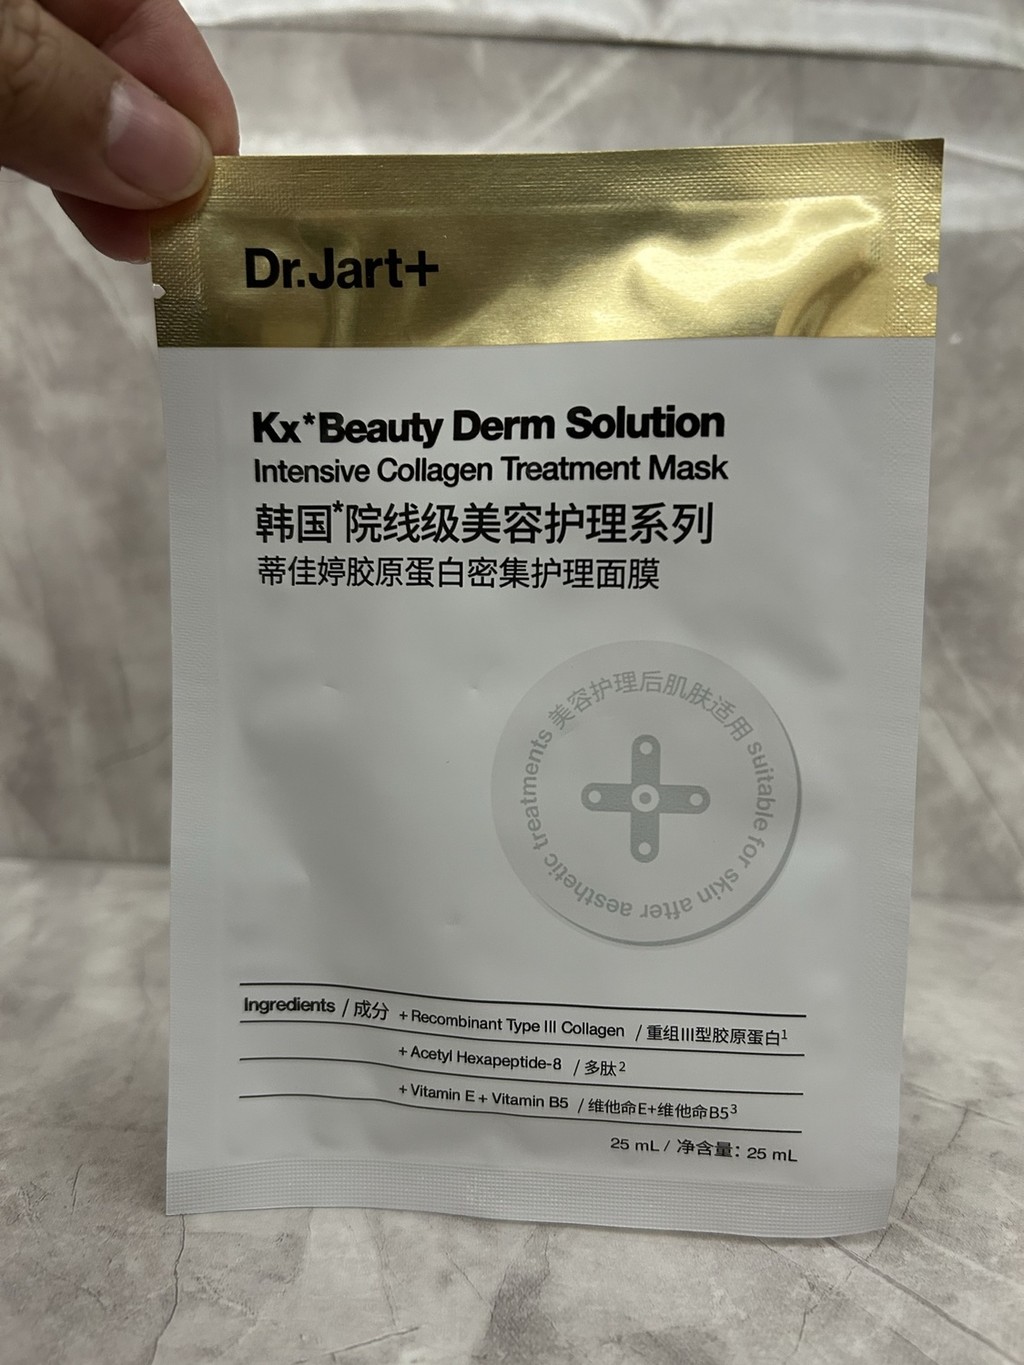 Dr.Jart+
Kx*Beauty Derm Solution
Intensive Collagen Treatment Mask
韩国*院线级美容护理系列
蒂佳婷胶原蛋白密集护理面膜
美容护理后肌肤适用
suitable for skin after aesthetic treatments
Ingredients / 成分 + Recombinant Type III Collagen / 重组III型胶原蛋白¹
+ Acetyl Hexapeptide-8 / 多肽²
+ Vitamin E + Vitamin B5 / 维他命E+维他命B5³
25 mL / 净含量：25 mL